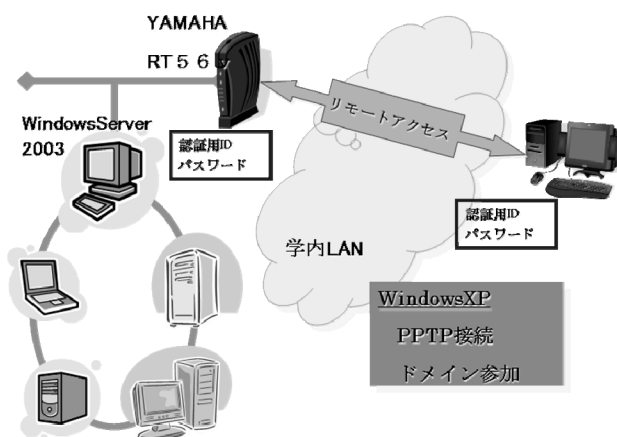 YAMAHA
RT56v
WindowsServer
2003
認証用ID
パスワード
リモートアクセス
認証用ID
パスワード
学内LAN
WindowsXP
PPTP接続
ドメイン参加